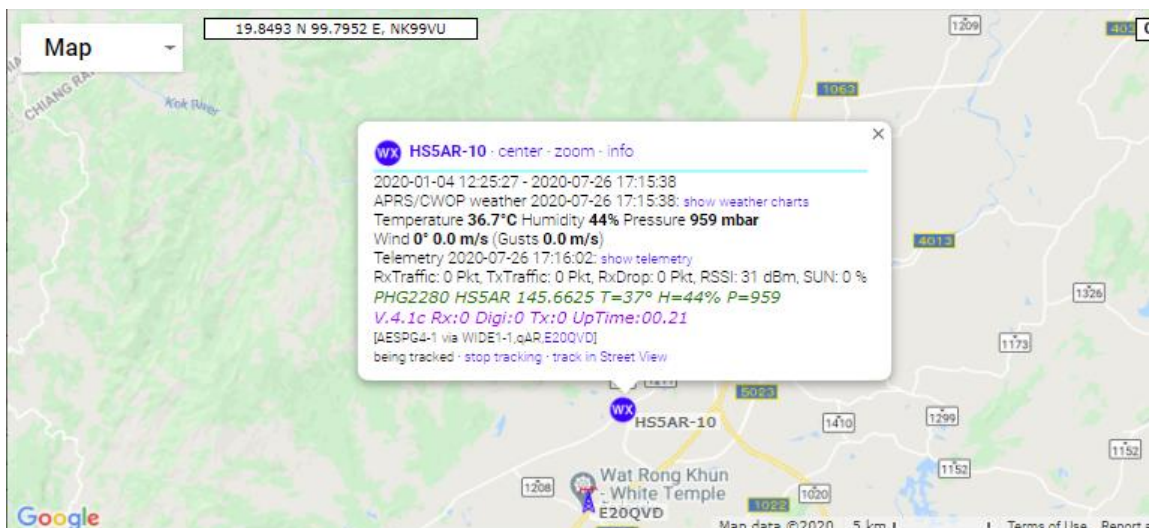 19.8493 N 99.7952 E, NK99VU
Map
1209
CHIANG RAI
Kok River
1063
HS5AR-10 · center · zoom · info
2020-01-04 12:25:27 - 2020-07-26 17:15:38
APRS/CWOP weather 2020-07-26 17:15:38: show weather charts
Temperature 36.7°C Humidity 44% Pressure 959 mbar
Wind 0° 0.0 m/s (Gusts 0.0 m/s)
Telemetry 2020-07-26 17:16:02: show telemetry
RxTraffic: 0 Pkt, TxTraffic: 0 Pkt, RxDrop: 0 Pkt, RSSI: 31 dBm, SUN: 0 %
PHG2280 HS5AR 145.6625 T=37° H=44% P=959
V.4.1c Rx:0 Digi:0 Tx:0 UpTime:00.21
[AESPG4-1 via WIDE1-1,qAR,E20QVD]
being tracked · stop tracking · track in Street View
WX
4013
1326
1173
5023
WX
HS5AR-10
1410
1299
1152
1152
1208
Wat Rong Khun
- White Temple
E20QVD
1022
1020
Google
Map data ©2020
5 km
Terms of Use
Report a